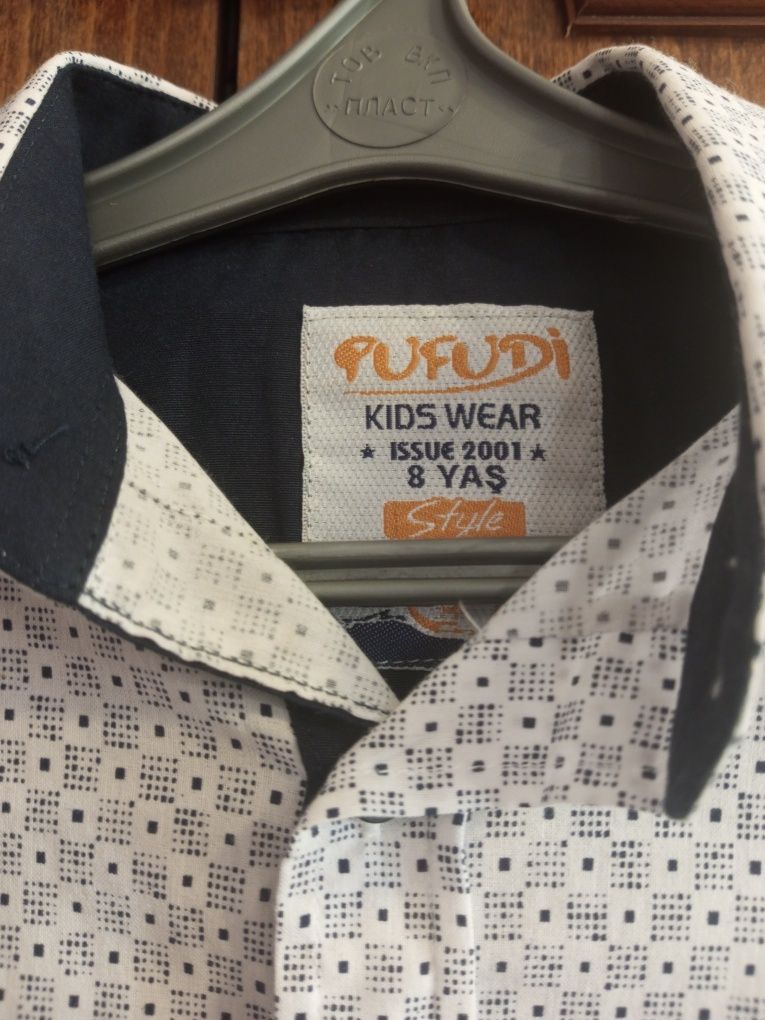 ТОВ ВКП
ПЛАСТ
PUFUDI
KIDS WEAR
★ ISSUE 2001 ★
8 YAŞ
Style